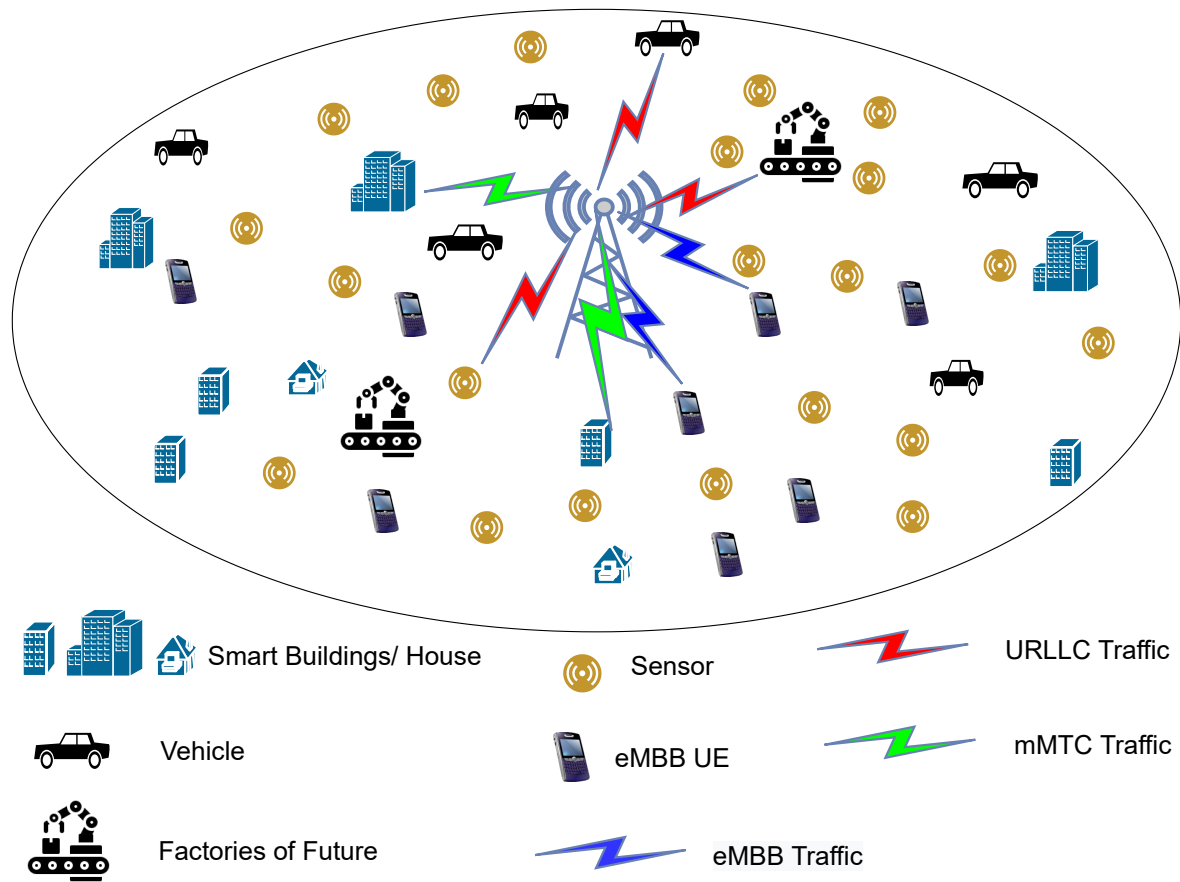 Smart Buildings/ House
Sensor
URLLC Traffic
Vehicle
eMBB UE
mMTC Traffic
Factories of Future
eMBB Traffic